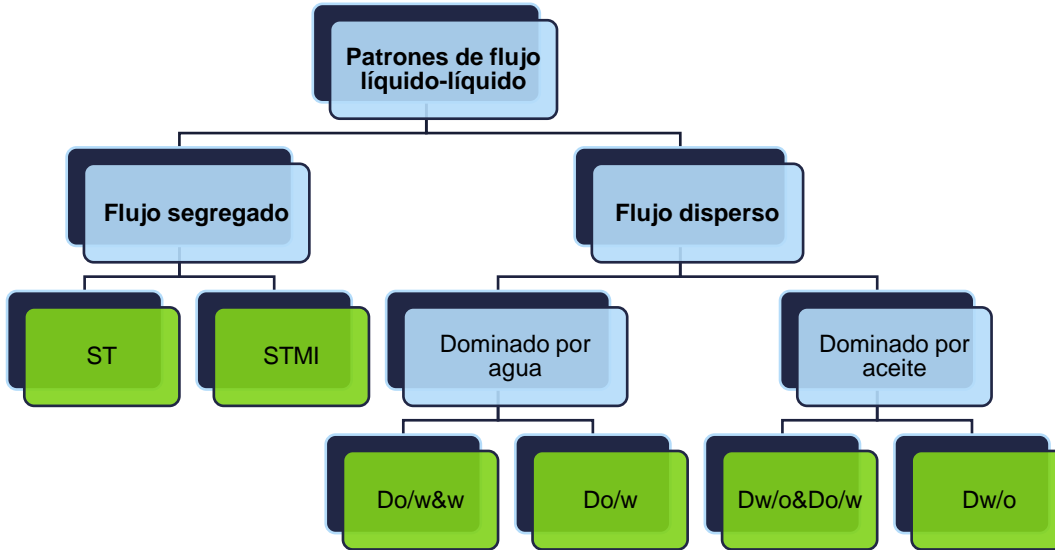 Patrones de flujo
líquido-líquido
Flujo segregado
Flujo disperso
ST
STMI
Dominado por
agua
Dominado por
aceite
Do/w&w
Do/w
Dw/o&Do/w
Dw/o